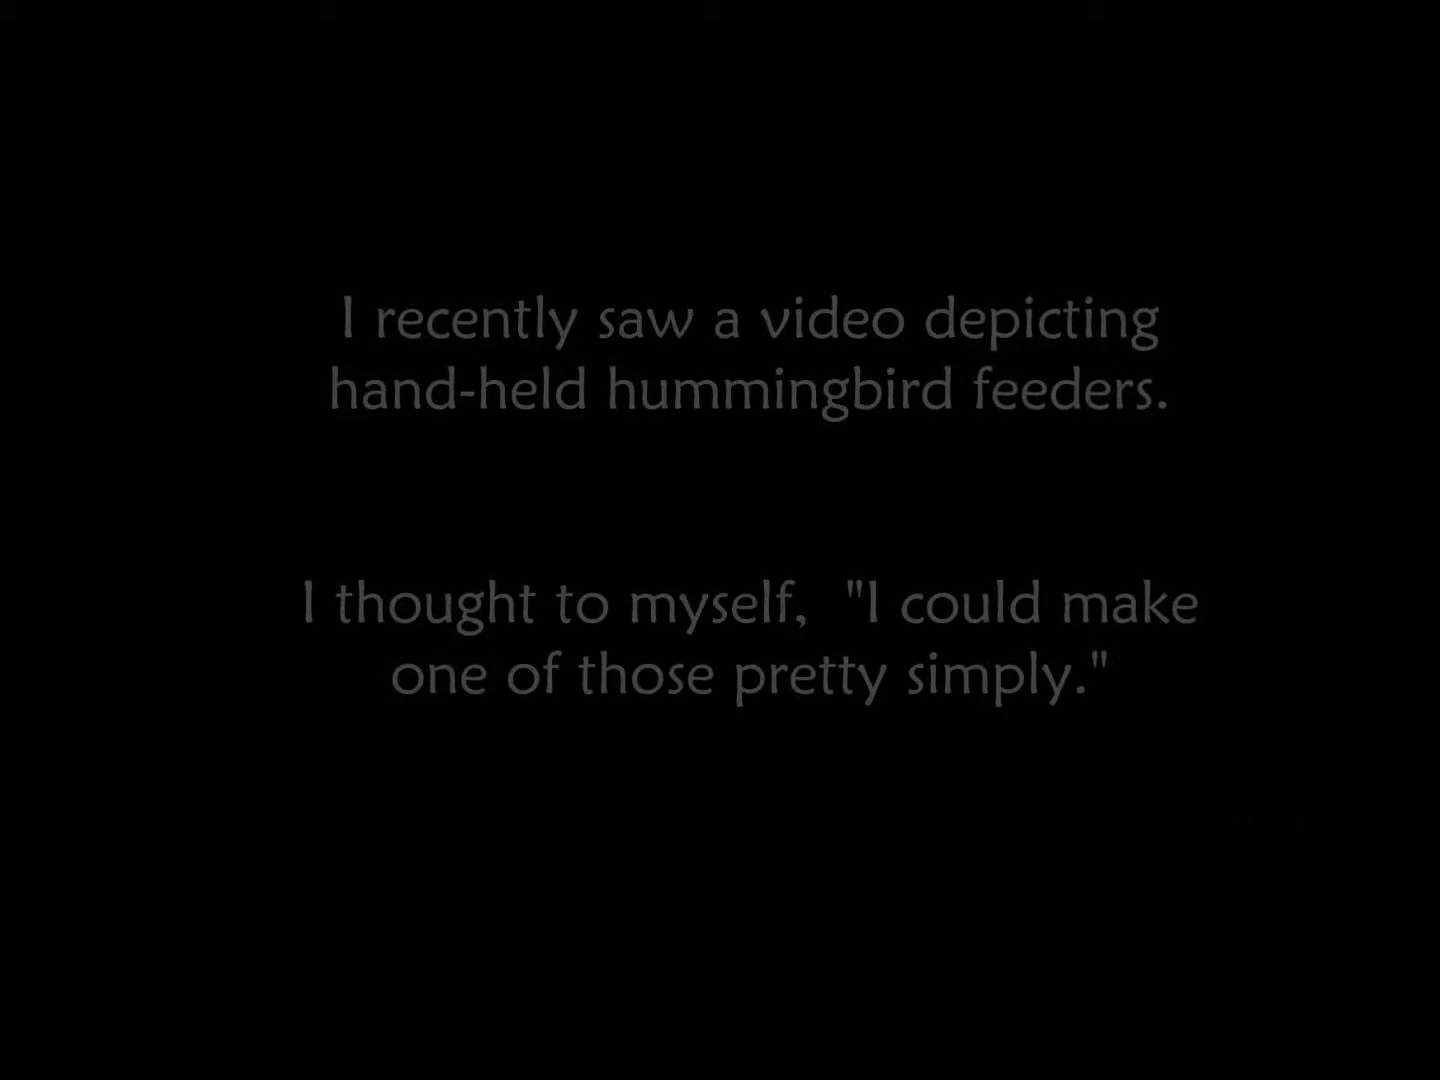 I recently saw a video depicting
hand-held hummingbird feeders.
I thought to myself,  "I could make
one of those pretty simply."